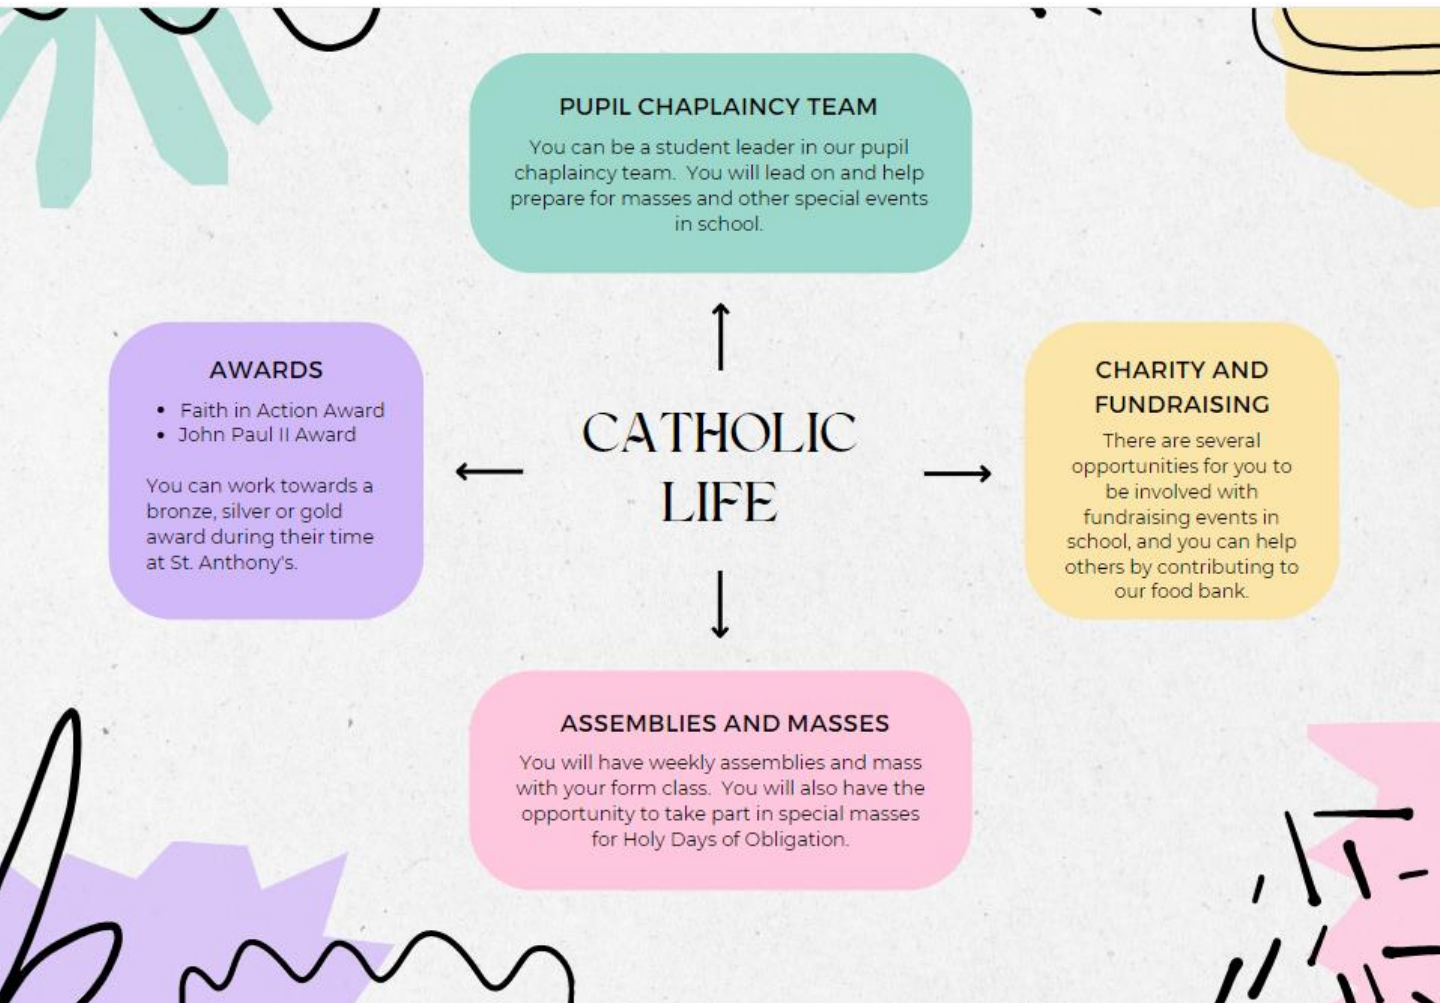 PUPIL CHAPLAINCY TEAM
You can be a student leader in our pupil
chaplaincy team.  You will lead on and help
prepare for masses and other special events
in school.
AWARDS
• Faith in Action Award
• John Paul II Award
You can work towards a
bronze, silver or gold
award during their time
at St. Anthony's.
CATHOLIC
LIFE
CHARITY AND
FUNDRAISING
There are several
opportunities for you to
be involved with
fundraising events in
school, and you can help
others by contributing to
our food bank.
ASSEMBLIES AND MASSES
You will have weekly assemblies and mass
with your form class.  You will also have the
opportunity to take part in special masses
for Holy Days of Obligation.